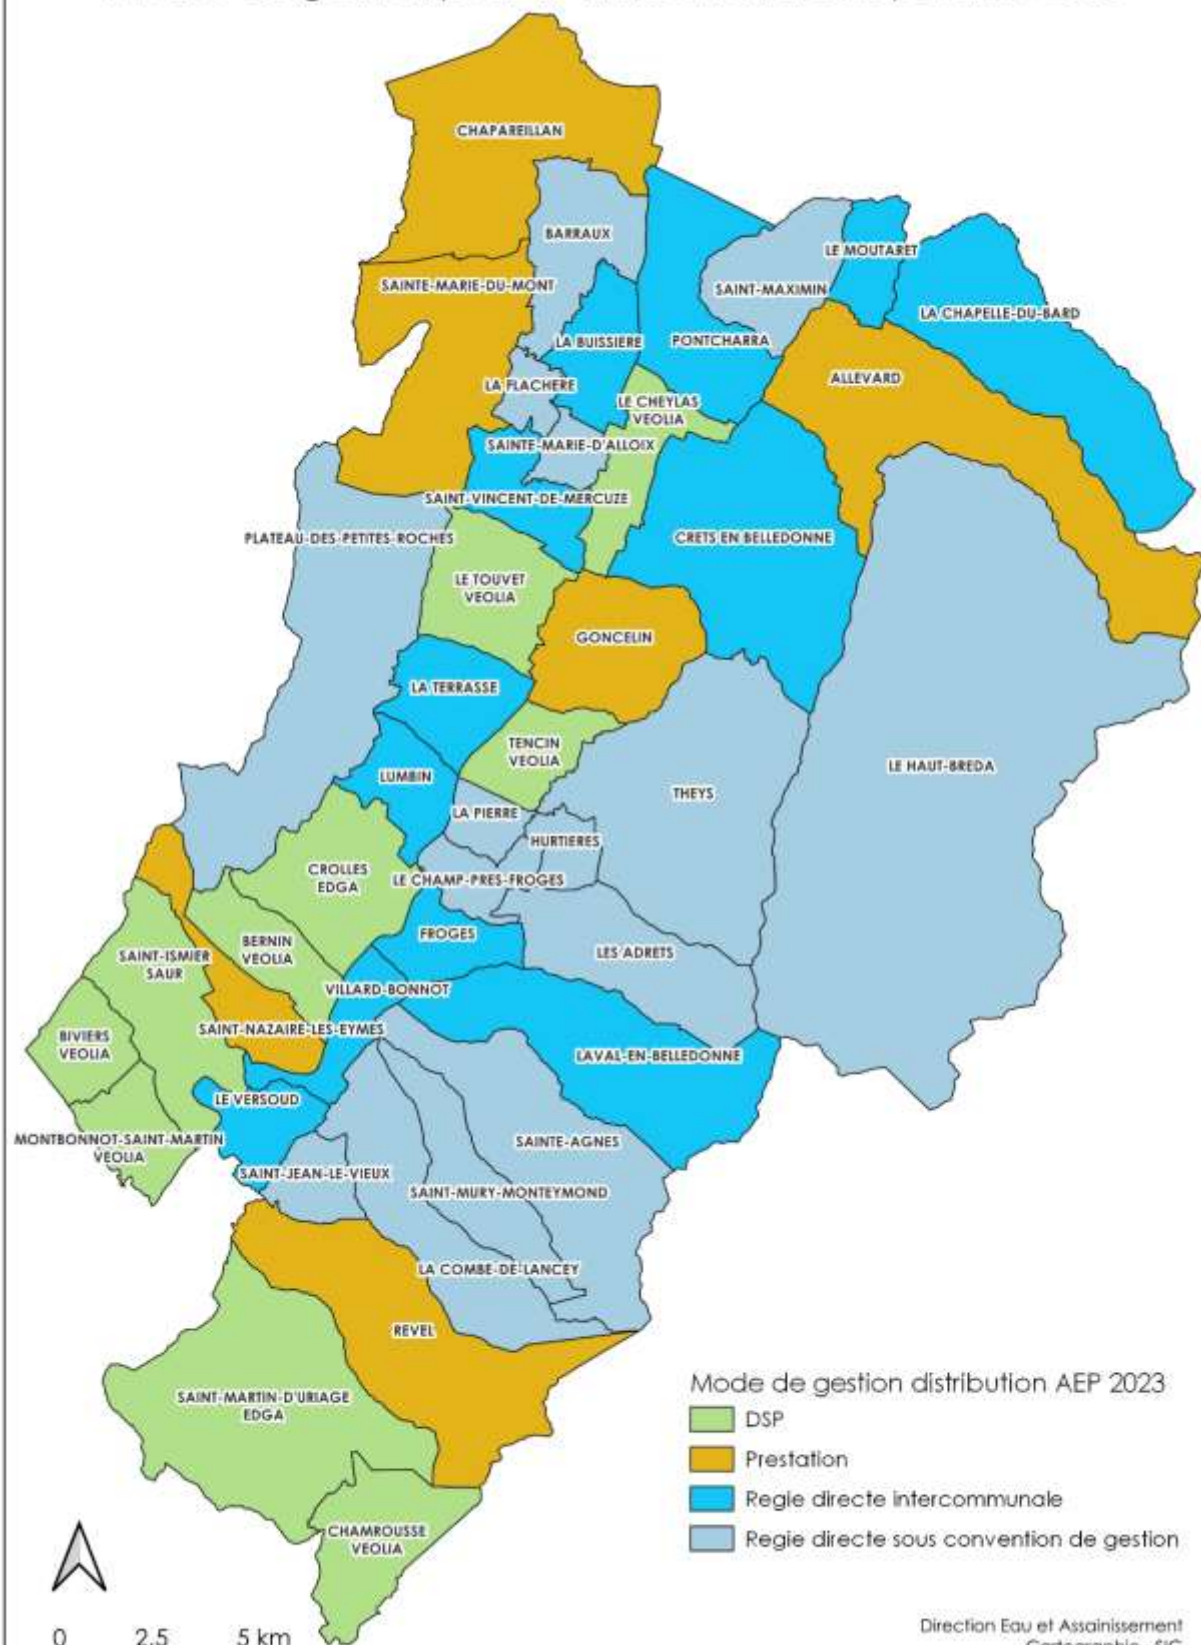 CHAPAREILLAN
BARRAUX
LE MOUTARET
SAINTE-MARIE-DU-MONT
SAINT-MAXIMIN
LA CHAPELLE-DU-BARD
LA BUISSIERE
PONTCHARRA
LA FLACHERE
ALLEVARD
LE CHEYLAS
VEOLIA
SAINTE-MARIE-D'ALLOIX
SAINT-VINCENT-DE-MERCUZE
PLATEAU-DES-PETITES-ROCHES
CRETS EN BELLEDONNE
LE TOUVET
VEOLIA
GONCELIN
LA TERRASSE
TENCIN
VEOLIA
LUMBIN
LE HAUT-BREDA
THEYS
LA PIERRE
HURTIERES
CROLLES
EDGA
LE CHAMP-PRES-FROGES
FROGES
BERNIN
VEOLIA
LES ADRETS
SAINT-ISMIER
SAUR
VILLARD-BONNOT
SAINT-NAZAIRE-LES-EYMES
BIVIERS
VEOLIA
LAVAL-EN-BELLEDONNE
LE VERSOUD
MONTBONNOT-SAINT-MARTIN
VEOLIA
SAINTE-AGNES
SAINT-JEAN-LE-VIEUX
SAINT-MURY-MONTEYMOND
LA COMBE-DE-LANCEY
REVEL
SAINT-MARTIN-D'URIAGE
EDGA
CHAMROUSSE
VEOLIA
Mode de gestion distribution AEP 2023
DSP
Prestation
Regie directe intercommunale
Regie directe sous convention de gestion
0 2,5 5 km
Direction Eau et Assainissement